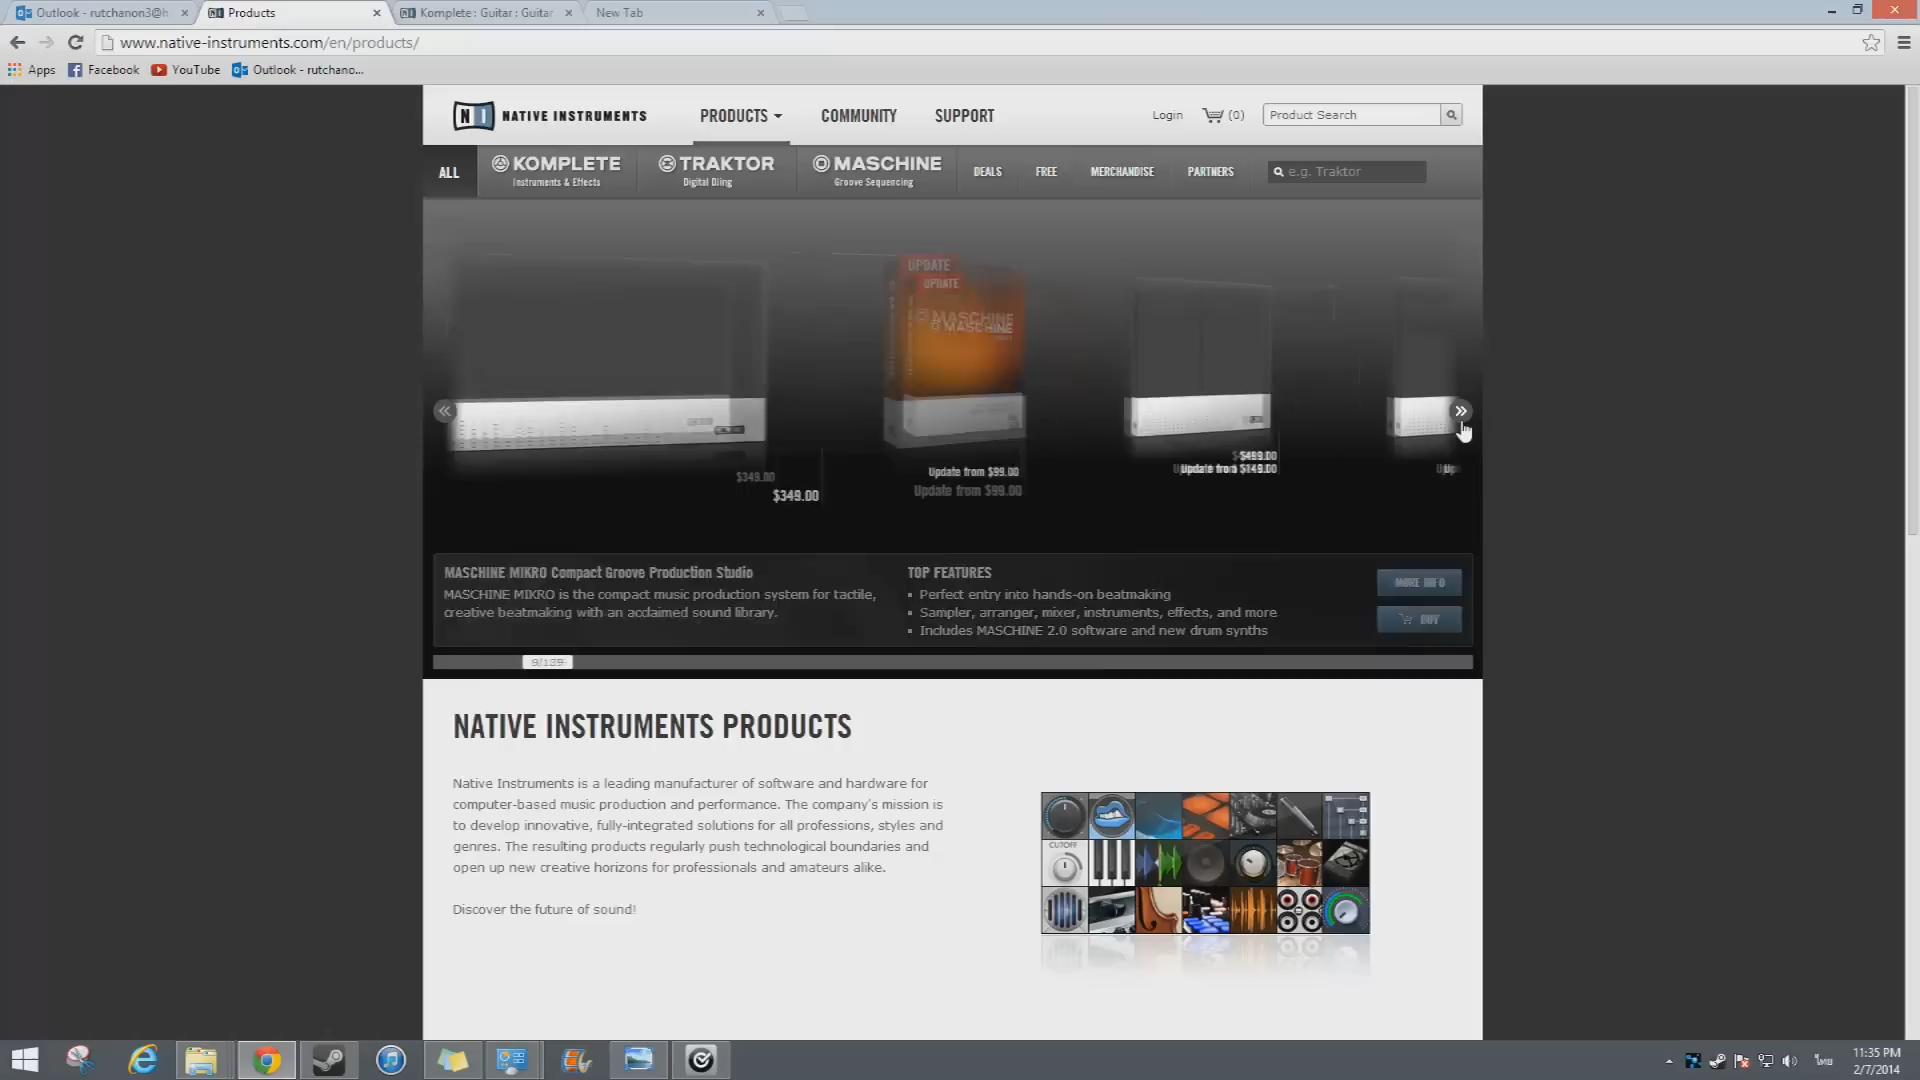 Outlook - rutchanon3@h
Products
Komplete : Guitar : Guitar
New Tab
www.native-instruments.com/en/products/
Apps
Facebook
YouTube
Outlook - rutchano...
NI NATIVE INSTRUMENTS
PRODUCTS
COMMUNITY
SUPPORT
Login
(0)
Product Search
ALL
KOMPLETE
Instruments & Effects
TRAKTOR
Digital DJing
MASCHINE
Groove Sequencing
DEALS
FREE
MERCHANDISE
PARTNERS
e.g. Traktor
UPDATE
UPDATE
MASCHINE
MASCHINE
$349.00
$349.00
Update from $99.00
Update from $99.00
$499.00
Update from $149.00
Up
MASCHINE MIKRO Compact Groove Production Studio
MASCHINE MIKRO is the compact music production system for tactile,
creative beatmaking with an acclaimed sound library.
TOP FEATURES
Perfect entry into hands-on beatmaking
Sampler, arranger, mixer, instruments, effects, and more
Includes MASCHINE 2.0 software and new drum synths
MORE INFO
BUY
NATIVE INSTRUMENTS PRODUCTS
Native Instruments is a leading manufacturer of software and hardware for
computer-based music production and performance. The company's mission is
to develop innovative, fully-integrated solutions for all professions, styles and
genres. The resulting products regularly push technological boundaries and
open up new creative horizons for professionals and amateurs alike.
Discover the future of sound!
CUTOFF
11:35 PM
2/7/2014